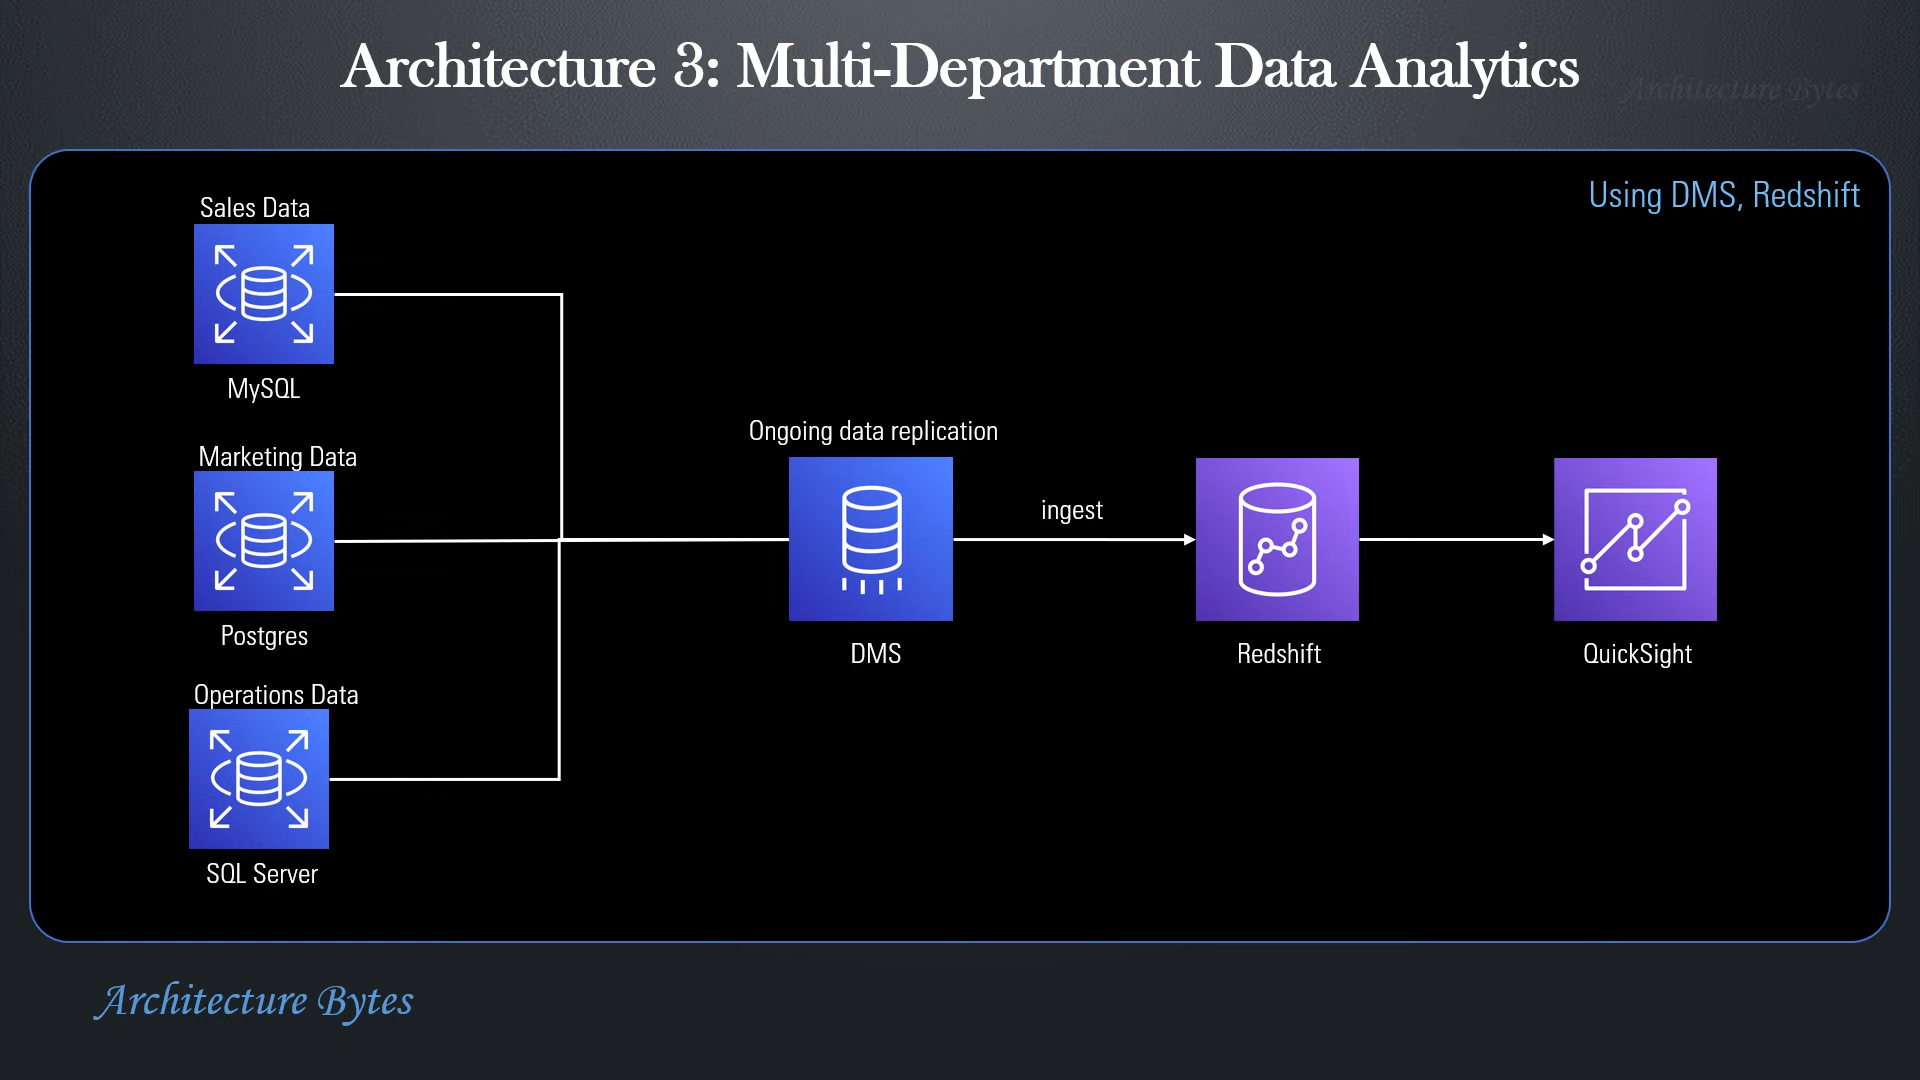 Architecture 3: Multi-Department Data Analytics
Architecture Bytes
Using DMS, Redshift
Sales Data
MySQL
Marketing Data
Postgres
Operations Data
SQL Server
Ongoing data replication
DMS
ingest
Redshift
QuickSight
Architecture Bytes